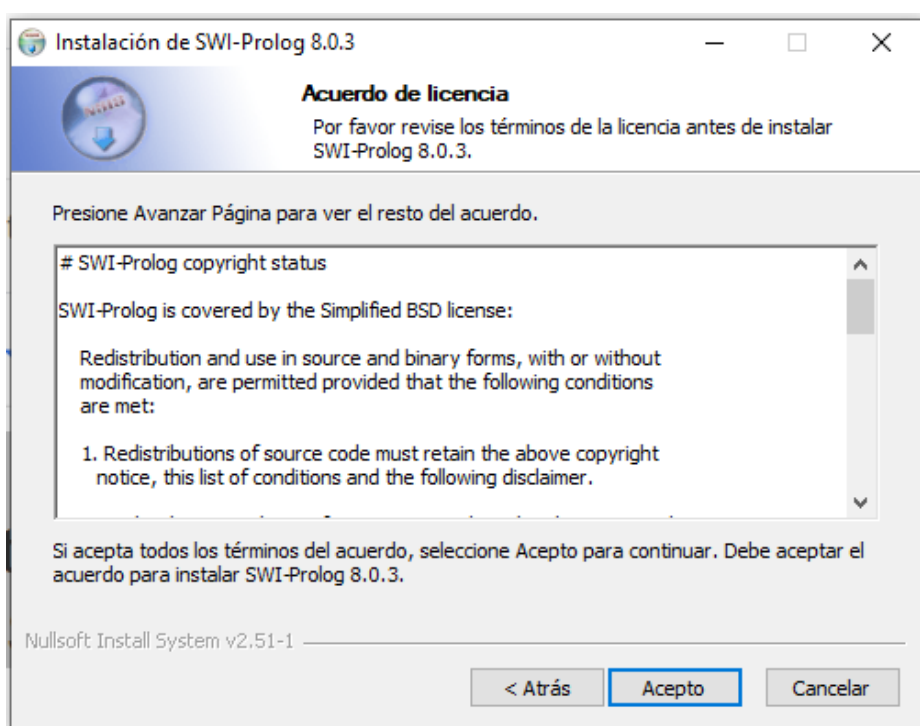 Instalación de SWI-Prolog 8.0.3
Acuerdo de licencia
Por favor revise los términos de la licencia antes de instalar
SWI-Prolog 8.0.3.
Presione Avanzar Página para ver el resto del acuerdo.
# SWI-Prolog copyright status
SWI-Prolog is covered by the Simplified BSD license:
Redistribution and use in source and binary forms, with or without
modification, are permitted provided that the following conditions
are met:
1. Redistributions of source code must retain the above copyright
notice, this list of conditions and the following disclaimer.
Si acepta todos los términos del acuerdo, seleccione Acepto para continuar. Debe aceptar el
acuerdo para instalar SWI-Prolog 8.0.3.
Nullsoft Install System v2.51-1
< Atrás
Acepto
Cancelar